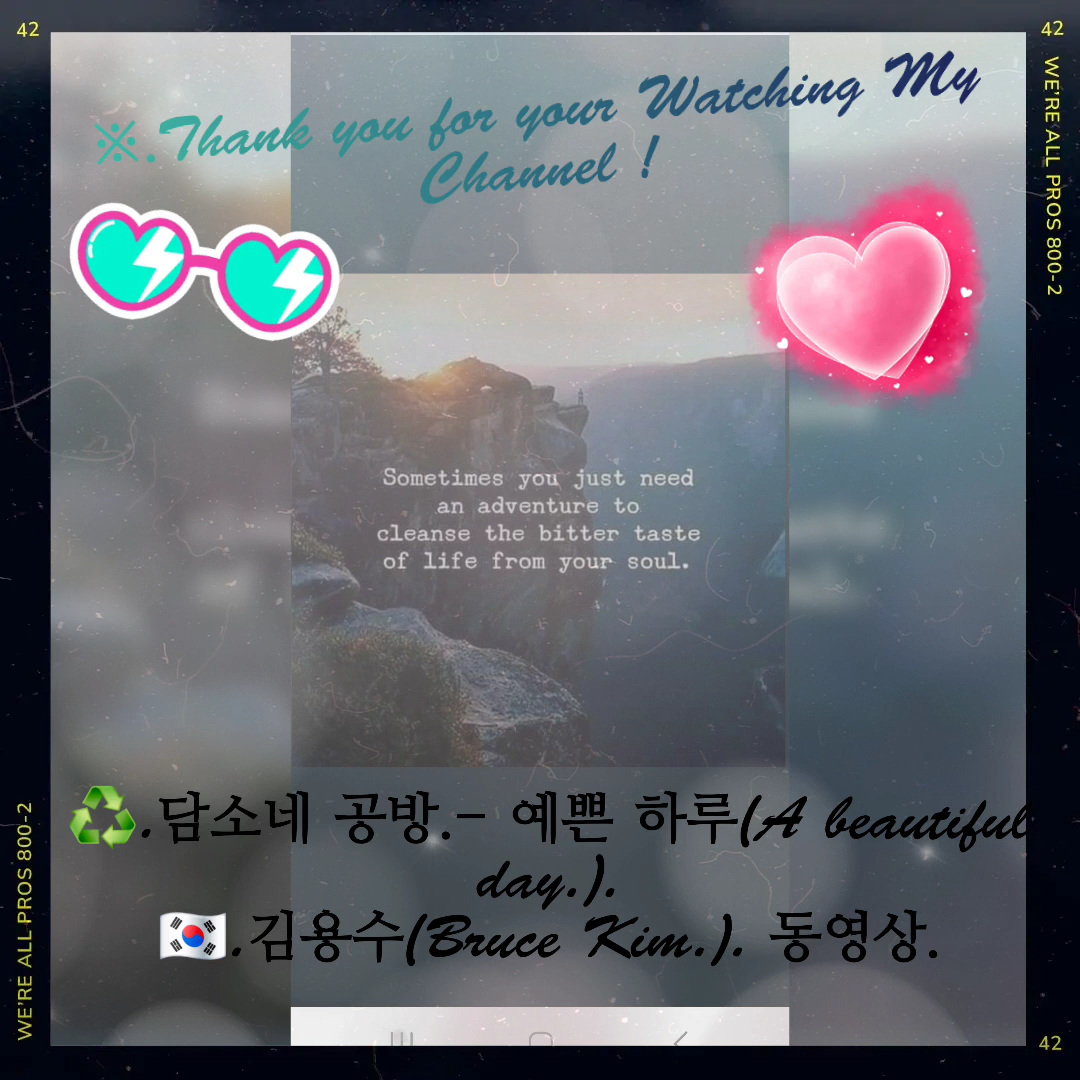 42
42
WE'RE ALL PROS 800-2
※.Thank you for your Watching My
Channel !
Sometimes you just need
an adventure to
cleanse the bitter taste
of life from your soul.
♻️.담소네 공방.- 예쁜 하루(A beautiful
day.).
🇰🇷.김용수(Bruce Kim.). 동영상.
WE'RE ALL PROS 800-2
42